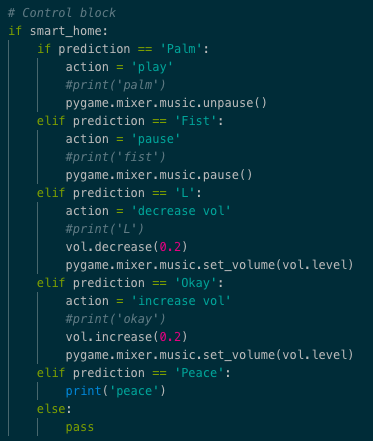 # Control block
if smart_home:
    if prediction == 'Palm':
        action = 'play'
        #print('palm')
        pygame.mixer.music.unpause()
    elif prediction == 'Fist':
        action = 'pause'
        #print('fist')
        pygame.mixer.music.pause()
    elif prediction == 'L':
        action = 'decrease vol'
        #print('L')
        vol.decrease(0.2)
        pygame.mixer.music.set_volume(vol.level)
    elif prediction == 'Okay':
        action = 'increase vol'
        #print('okay')
        vol.increase(0.2)
        pygame.mixer.music.set_volume(vol.level)
    elif prediction == 'Peace':
        print('peace')
    else:
        pass